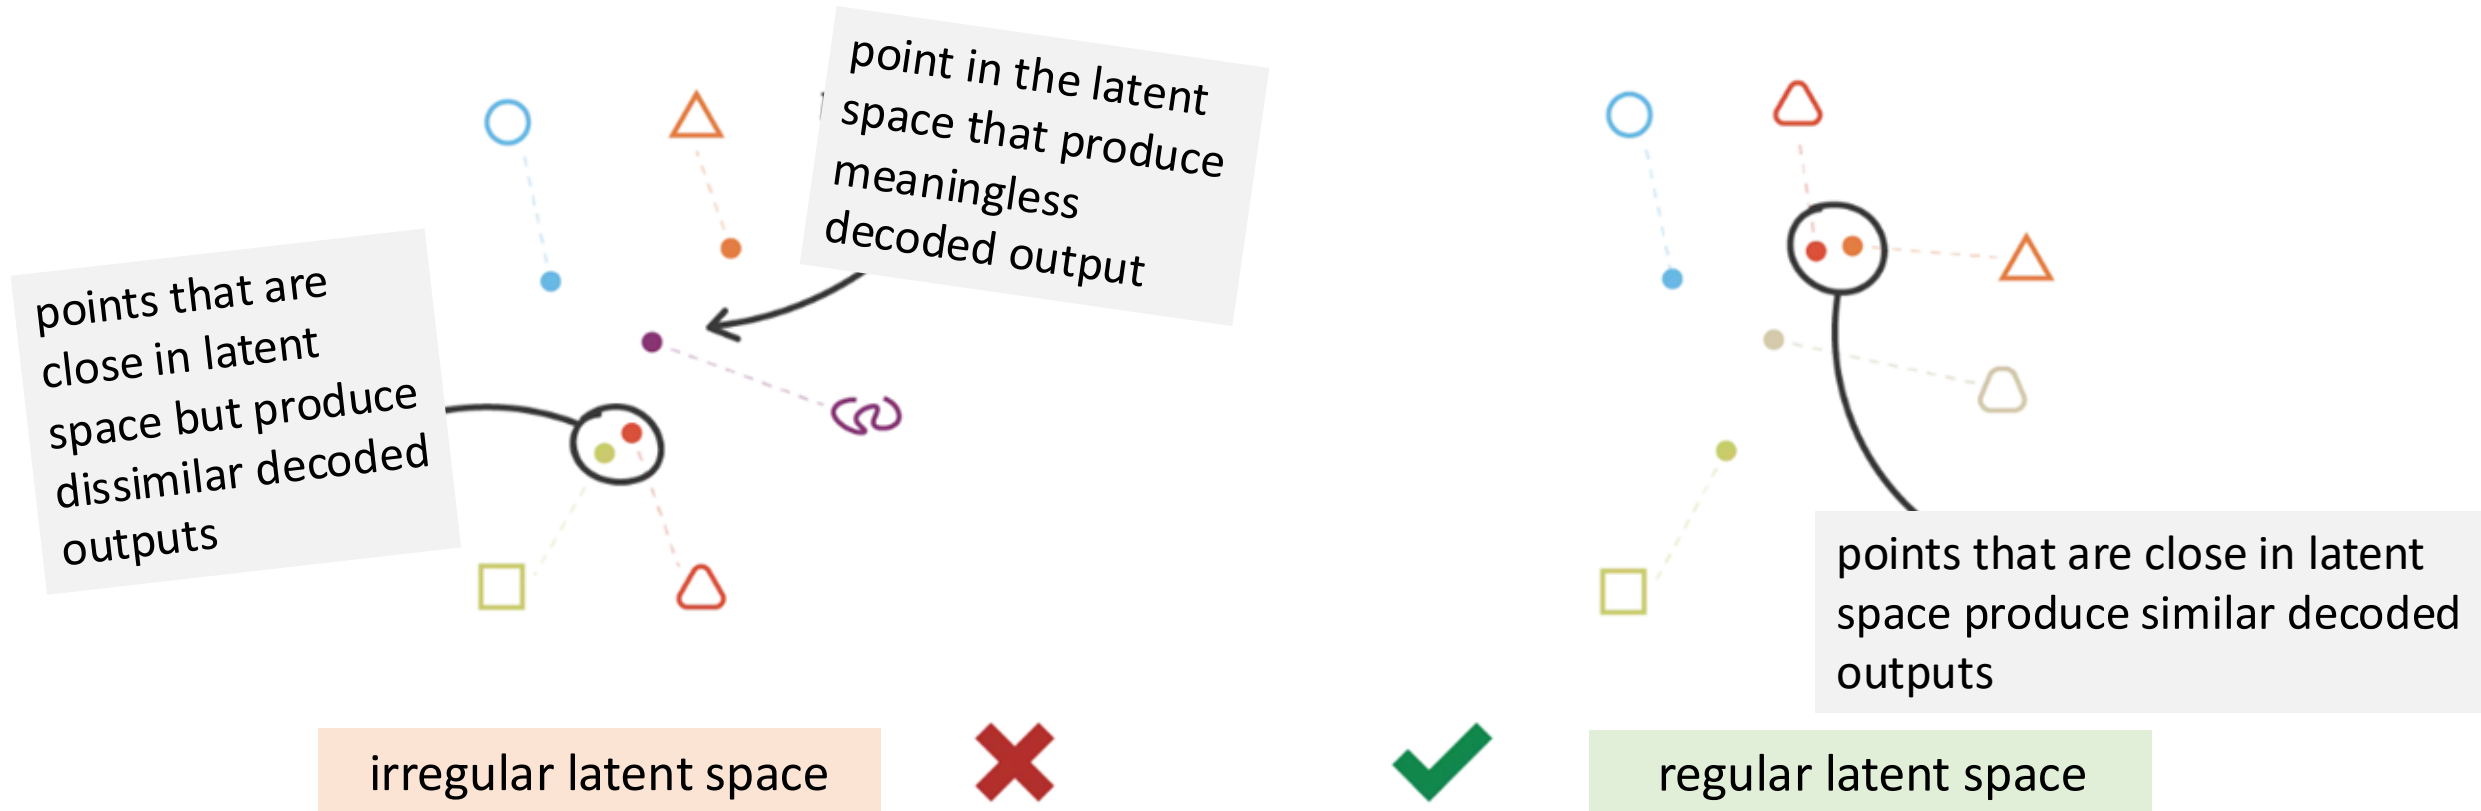 point in the latent
space that produce
meaningless
decoded output
points that are
close in latent
space but produce
dissimilar decoded
outputs
points that are close in latent
space produce similar decoded
outputs
irregular latent space
regular latent space